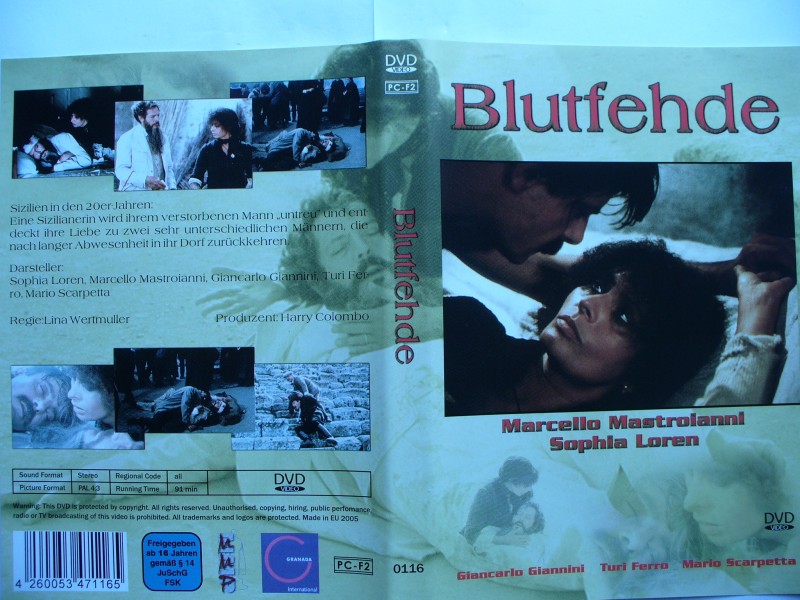 Sizilien in den 20er Jahren:
Eine Sizilianerin wird ihrem verstorbenen Mann „untreu" und ent
deckt ihre Liebe zu zwei sehr unterschiedlichen Männern, die
nach langer Abwesenheit in ihr Dorf zurückkehren.
Darsteller:
Sophia Loren, Marcello Mastroianni, Giancarlo Giannini, Turi Fer
ro, Mario Scarpetta
Regie:Lina Wertmuller Produzent: Harry Colombo
Sound Format Stereo Regional Code all
Picture Format PAL 4:3 Running Time 91 min
DVD
VIDEO
Warning: This DVD is protected by copyright. All rights reserved. Unauthorised, copying, hiring, public perfomance,
radio or TV broadcasting of this video is prohibited. All trademarks and logos are protected. Made in EU 2005
4 260053 471165
Freigegeben
ab 16 Jahren
gemäß § 14
JuSchG
FSK
GRANADA
International
PC-F2
DVD
VIDEO
PC-F2
Blutfehde
0116
Blutfehde
Marcello Mastroianni
Sophia Loren
DVD
VIDEO
Giancarlo Giannini Turi Ferro Mario Scarpetta